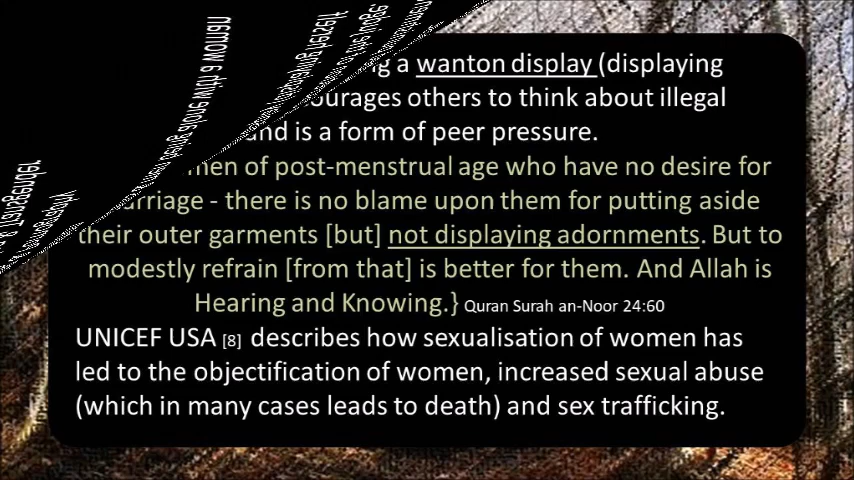 a wanton display (displaying
others to think about illegal
and is a form of peer pressure.
of post-menstrual age who have no desire for
- there is no blame upon them for putting aside
their outer garments [but] not displaying adornments. But to
modestly refrain [from that] is better for them. And Allah is
Hearing and Knowing.} Quran Surah an-Noor 24:60
UNICEF USA [8] describes how sexualisation of women has
led to the objectification of women, increased sexual abuse
(which in many cases leads to death) and sex trafficking.